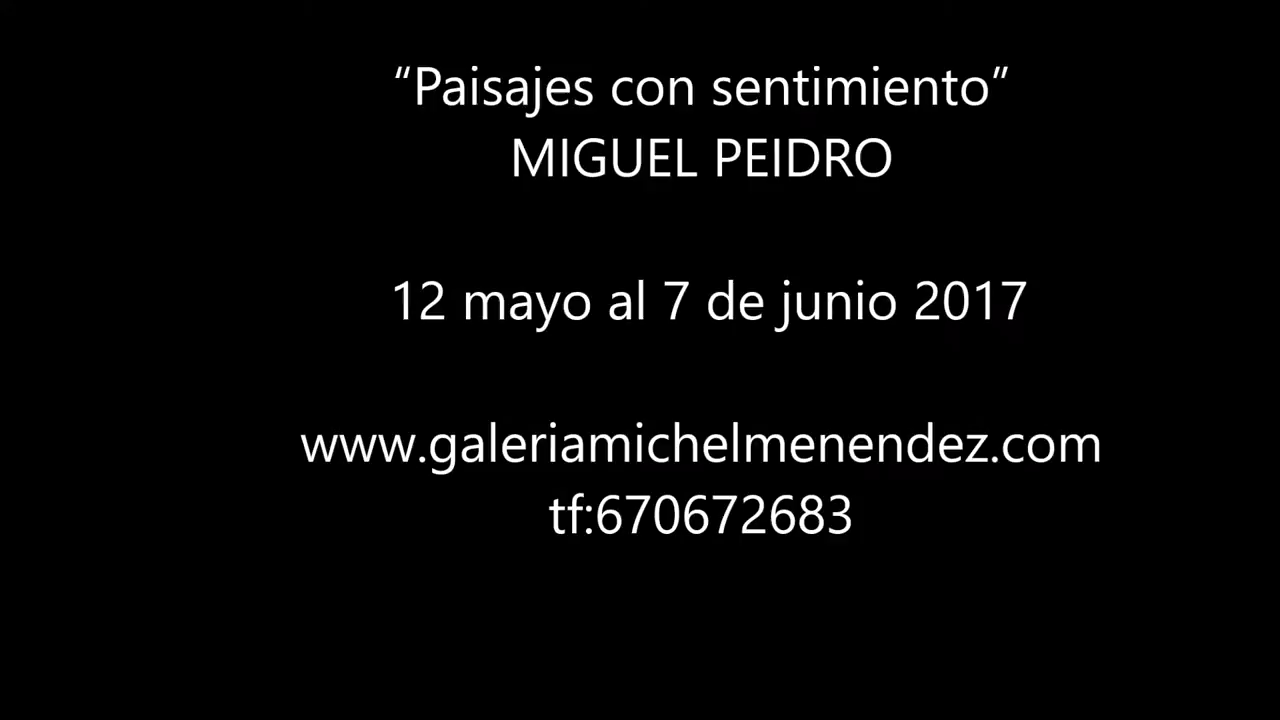 “Paisajes con sentimiento”
MIGUEL PEIDRO
12 mayo al 7 de junio 2017
www.galeriamichelmenendez.com
tf:670672683